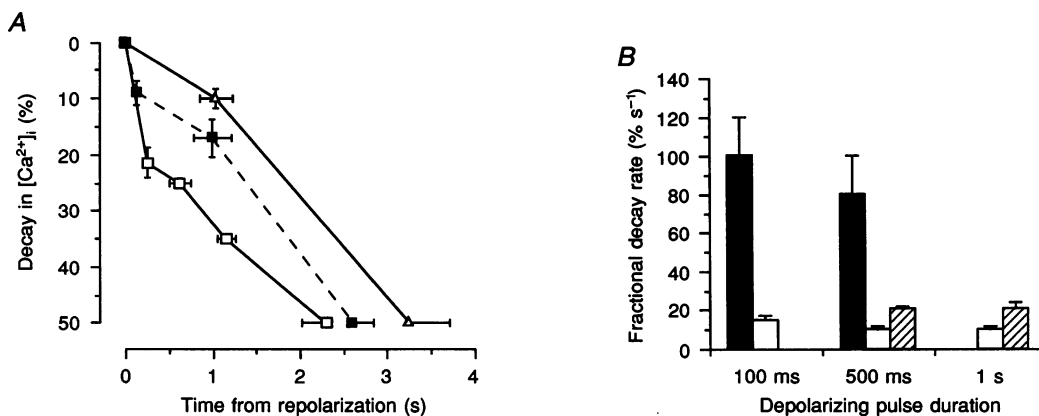 A
0
10
20
30
40
50
Decay in [Ca²⁺]ᵢ (%)
0 1 2 3 4
Time from repolarization (s)
B
140
120
100
80
60
40
20
0
Fractional decay rate (% s⁻¹)
100 ms 500 ms 1 s
Depolarizing pulse duration